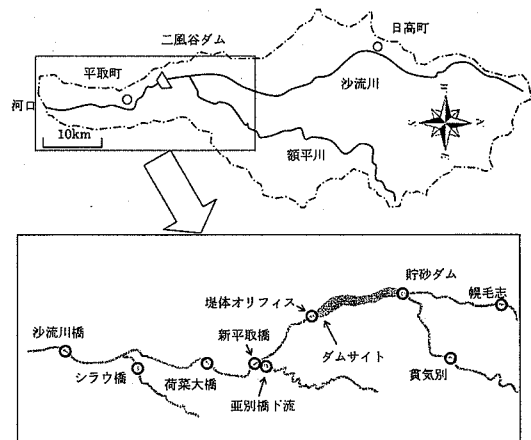 日高町
二風谷ダム
平取町
沙流川
河口
10km
額平川
貯砂ダム
幌毛志
堤体オリフィス
新平取橋
沙流川橋
ダムサイト
シラウ橋
荷菜大橋
貫気別
亜別橋下流